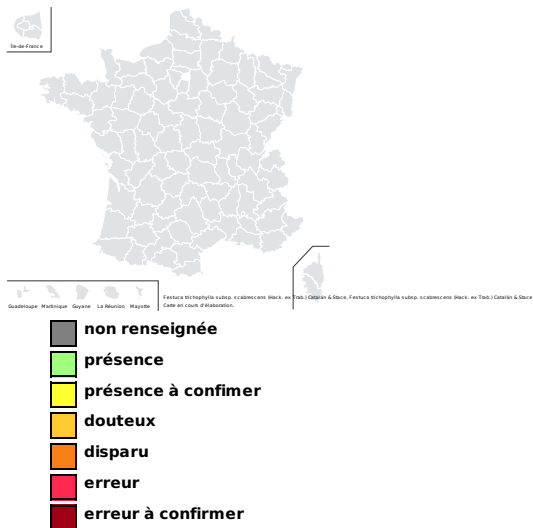 Île-de-France
Guadeloupe Martinique Guyane La Réunion Mayotte
Festuca trichophylla subsp. scabrescens (Hack. ex Trab.) Catalán & Stace, Festuca trichophylla subsp. scabrescens (Hack. ex Trab.) Catalán & Stace
Carte en cours d'élaboration.
non renseignée
présence
présence à confimer
douteux
disparu
erreur
erreur à confirmer